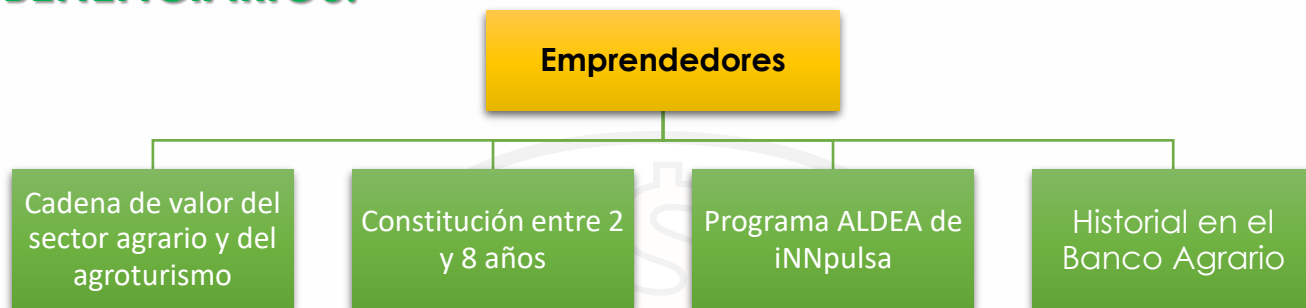 Emprendedores
Cadena de valor del
sector agrario y del
agroturismo
Constitución entre 2
y 8 años
Programa ALDEA de
iNNpulsa
Historial en el
Banco Agrario